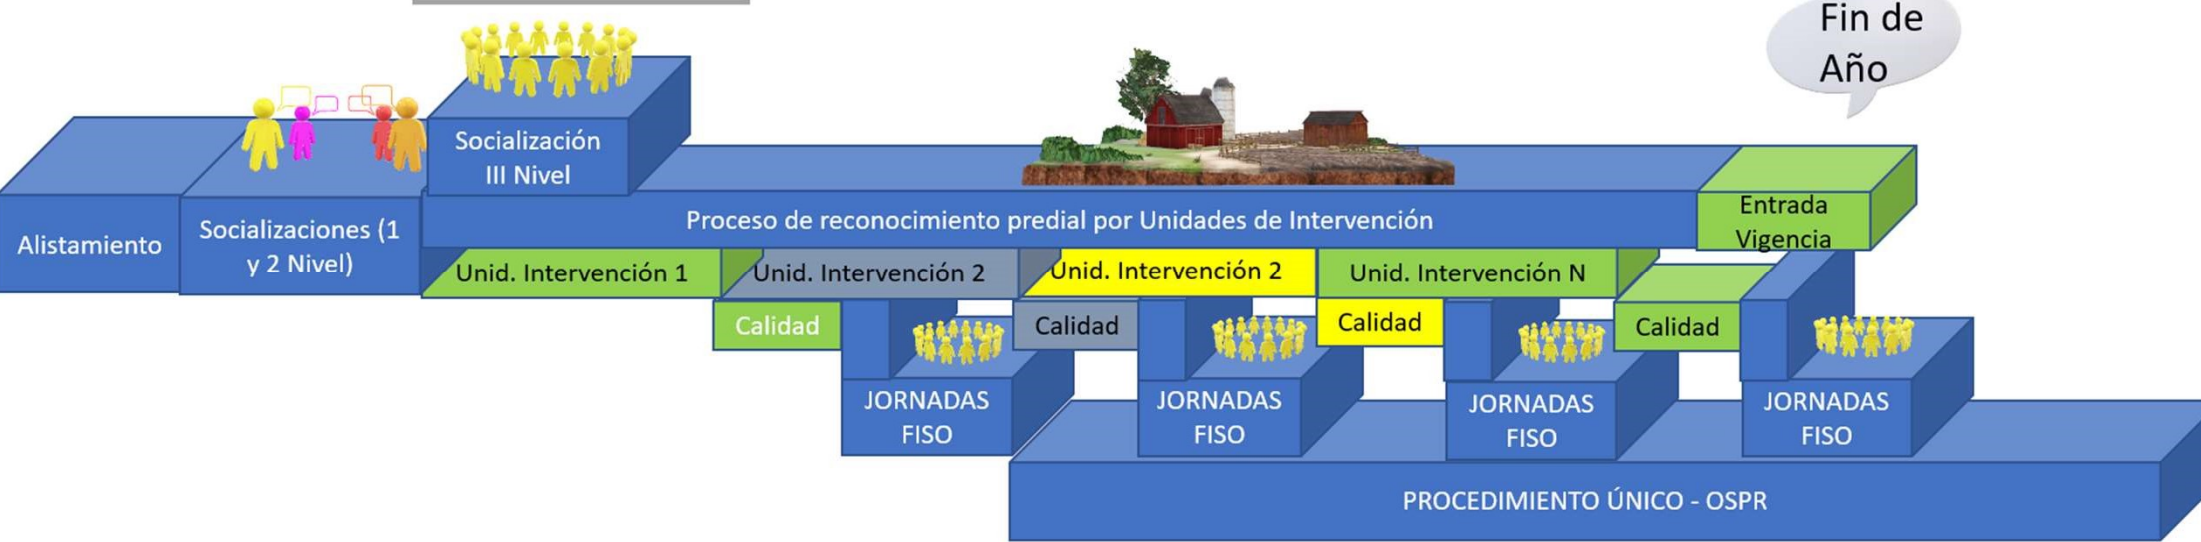 Fin de
Año
Socialización
III Nivel
Alistamiento
Socializaciones (1
y 2 Nivel)
Proceso de reconocimiento predial por Unidades de Intervención
Entrada
Vigencia
Unid. Intervención 1
Unid. Intervención 2
Unid. Intervención 2
Unid. Intervención N
Calidad
Calidad
Calidad
Calidad
JORNADAS
FISO
JORNADAS
FISO
JORNADAS
FISO
JORNADAS
FISO
PROCEDIMIENTO ÚNICO - OSPR